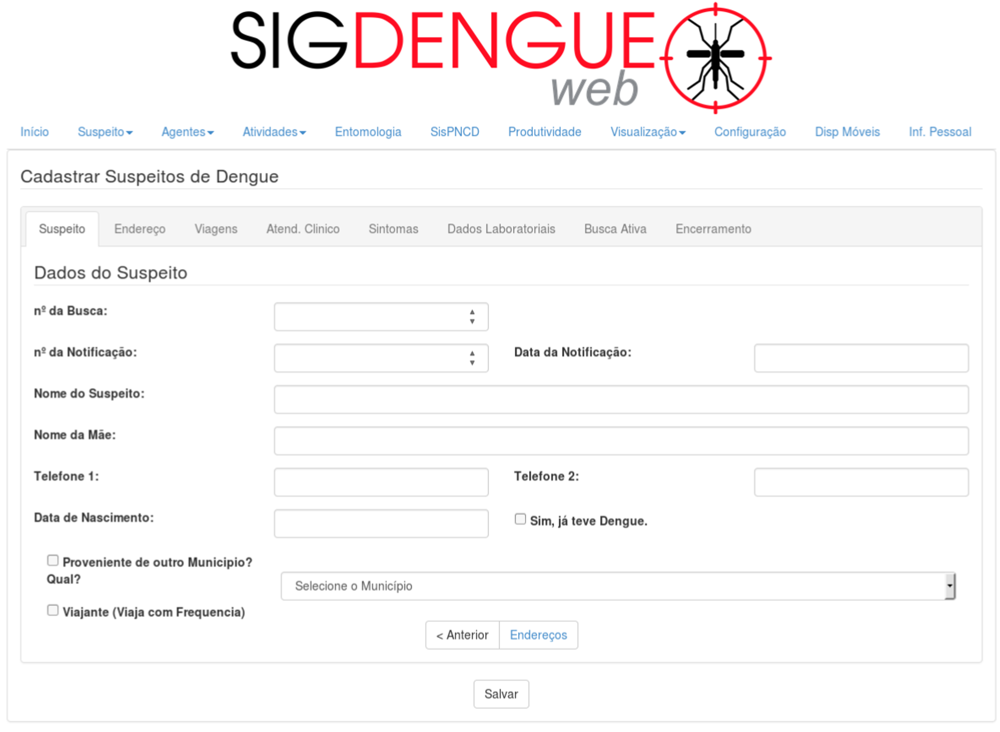 SIGDENGUE
web
Início Suspeito Agentes Atividades Entomologia SisPNCD Produtividade Visualização Configuração Disp Móveis Inf. Pessoal
Cadastrar Suspeitos de Dengue
Suspeito Endereço Viagens Atend. Clinico Sintomas Dados Laboratoriais Busca Ativa Encerramento
Dados do Suspeito
nº da Busca:
nº da Notificação: Data da Notificação:
Nome do Suspeito:
Nome da Mãe:
Telefone 1: Telefone 2:
Data de Nascimento: Sim, já teve Dengue.
Proveniente de outro Municipio?
Qual?
Selecione o Município
Viajante (Viaja com Frequencia)
< Anterior Endereços
Salvar